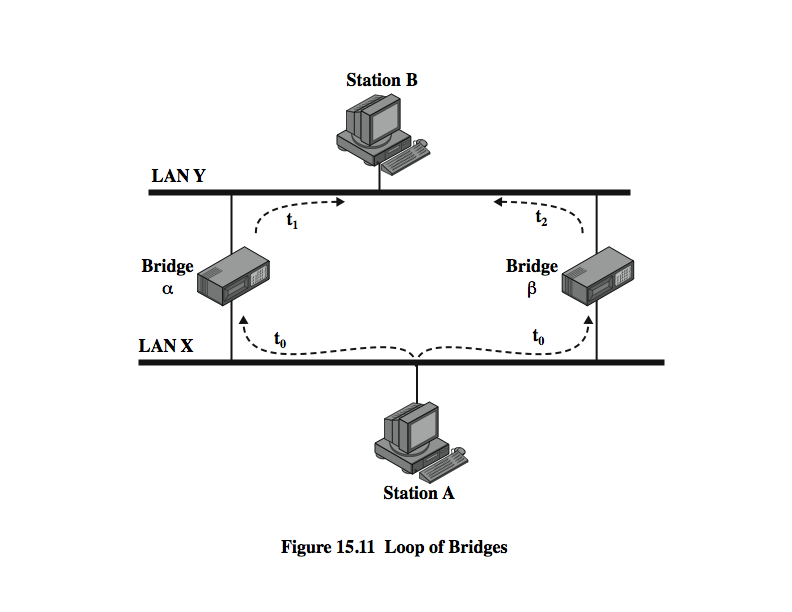 Station B
LAN Y
t1
t2
Bridge
α
Bridge
β
LAN X
t0
t0
Station A
Figure 15.11 Loop of Bridges